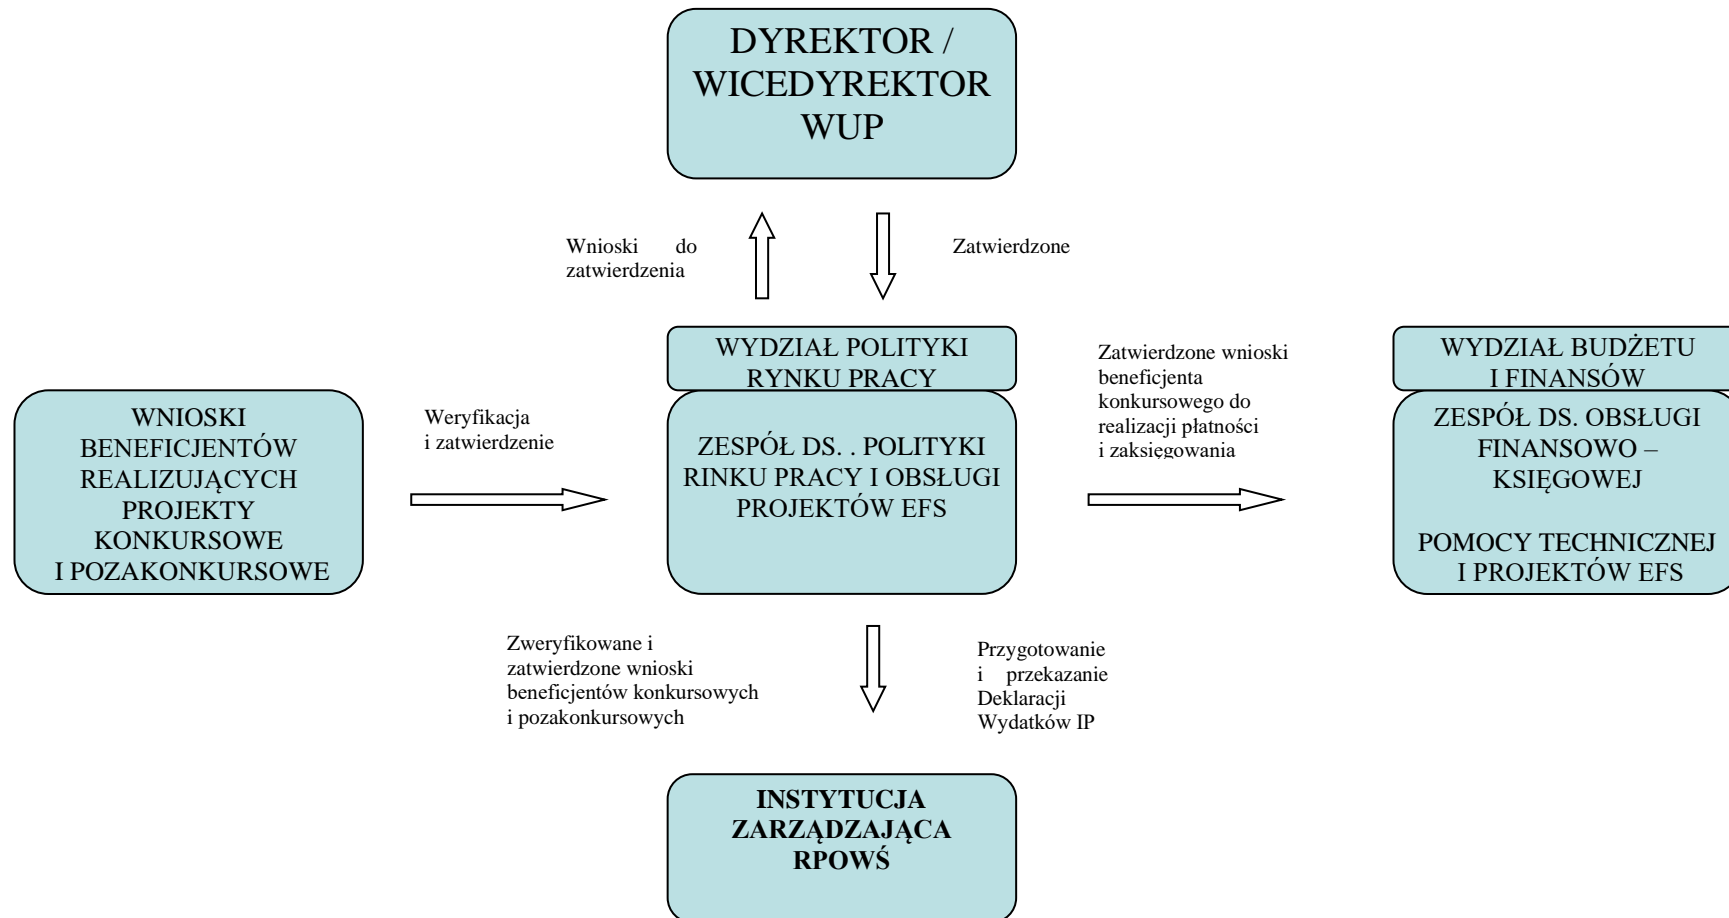 DYREKTOR /
WICEDYREKTOR
WUP
Wnioski do
zatwierdzenia
Zatwierdzone
WYDZIAŁ POLITYKI
RYNKU PRACY
Zatwierdzone wnioski
beneficjenta
konkursowego do
realizacji płatności
i zaksięgowania
WYDZIAŁ BUDŻETU
I FINANSÓW
WNIOSKI
BENEFICJENTÓW
REALIZUJĄCYCH
PROJEKTY
KONKURSOWE
I POZAKONKURSOWE
Weryfikacja
i zatwierdzenie
ZESPÓŁ DS. . POLITYKI
RINKU PRACY I OBSŁUGI
PROJEKTÓW EFS
ZESPÓŁ DS. OBSŁUGI
FINANSOWO –
KSIĘGOWEJ
POMOCY TECHNICZNEJ
I PROJEKTÓW EFS
Zweryfikowane i
zatwierdzone wnioski
beneficjentów konkursowych
i pozakonkursowych
Przygotowanie
i przekazanie
Deklaracji
Wydatków IP
INSTYTUCJA
ZARZĄDZAJĄCA
RPOWŚ